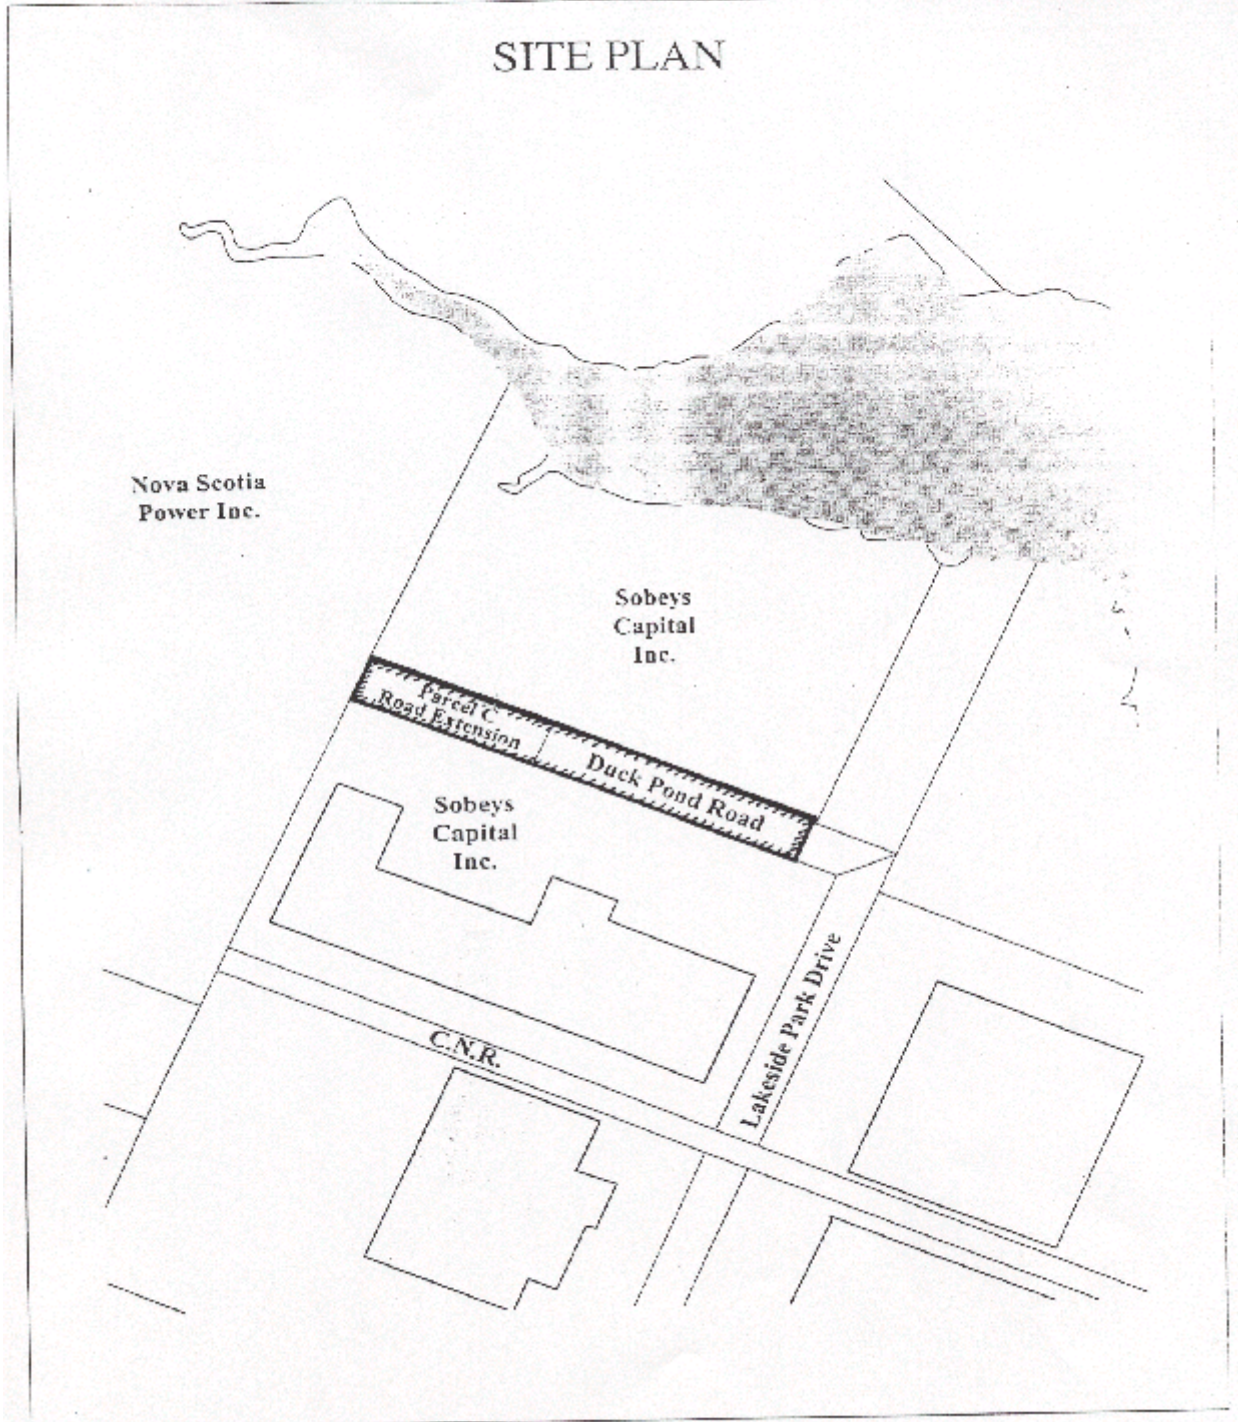 SITE PLAN
Nova Scotia
Power Inc.
Sobeys
Capital
Inc.
Parcel C
Road Extension
Duck Pond Road
Sobeys
Capital
Inc.
Lakeside Park Drive
C.N.R.